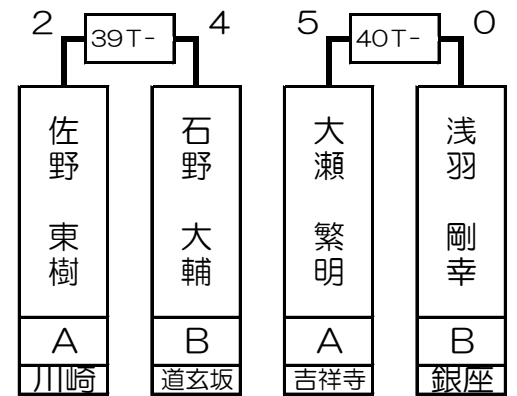 2 39T- 4 5 40T- 0
佐野 東樹
石野 大輔
大瀬 繁明
浅羽 剛幸
A B A B
川崎 道玄坂 吉祥寺 銀座